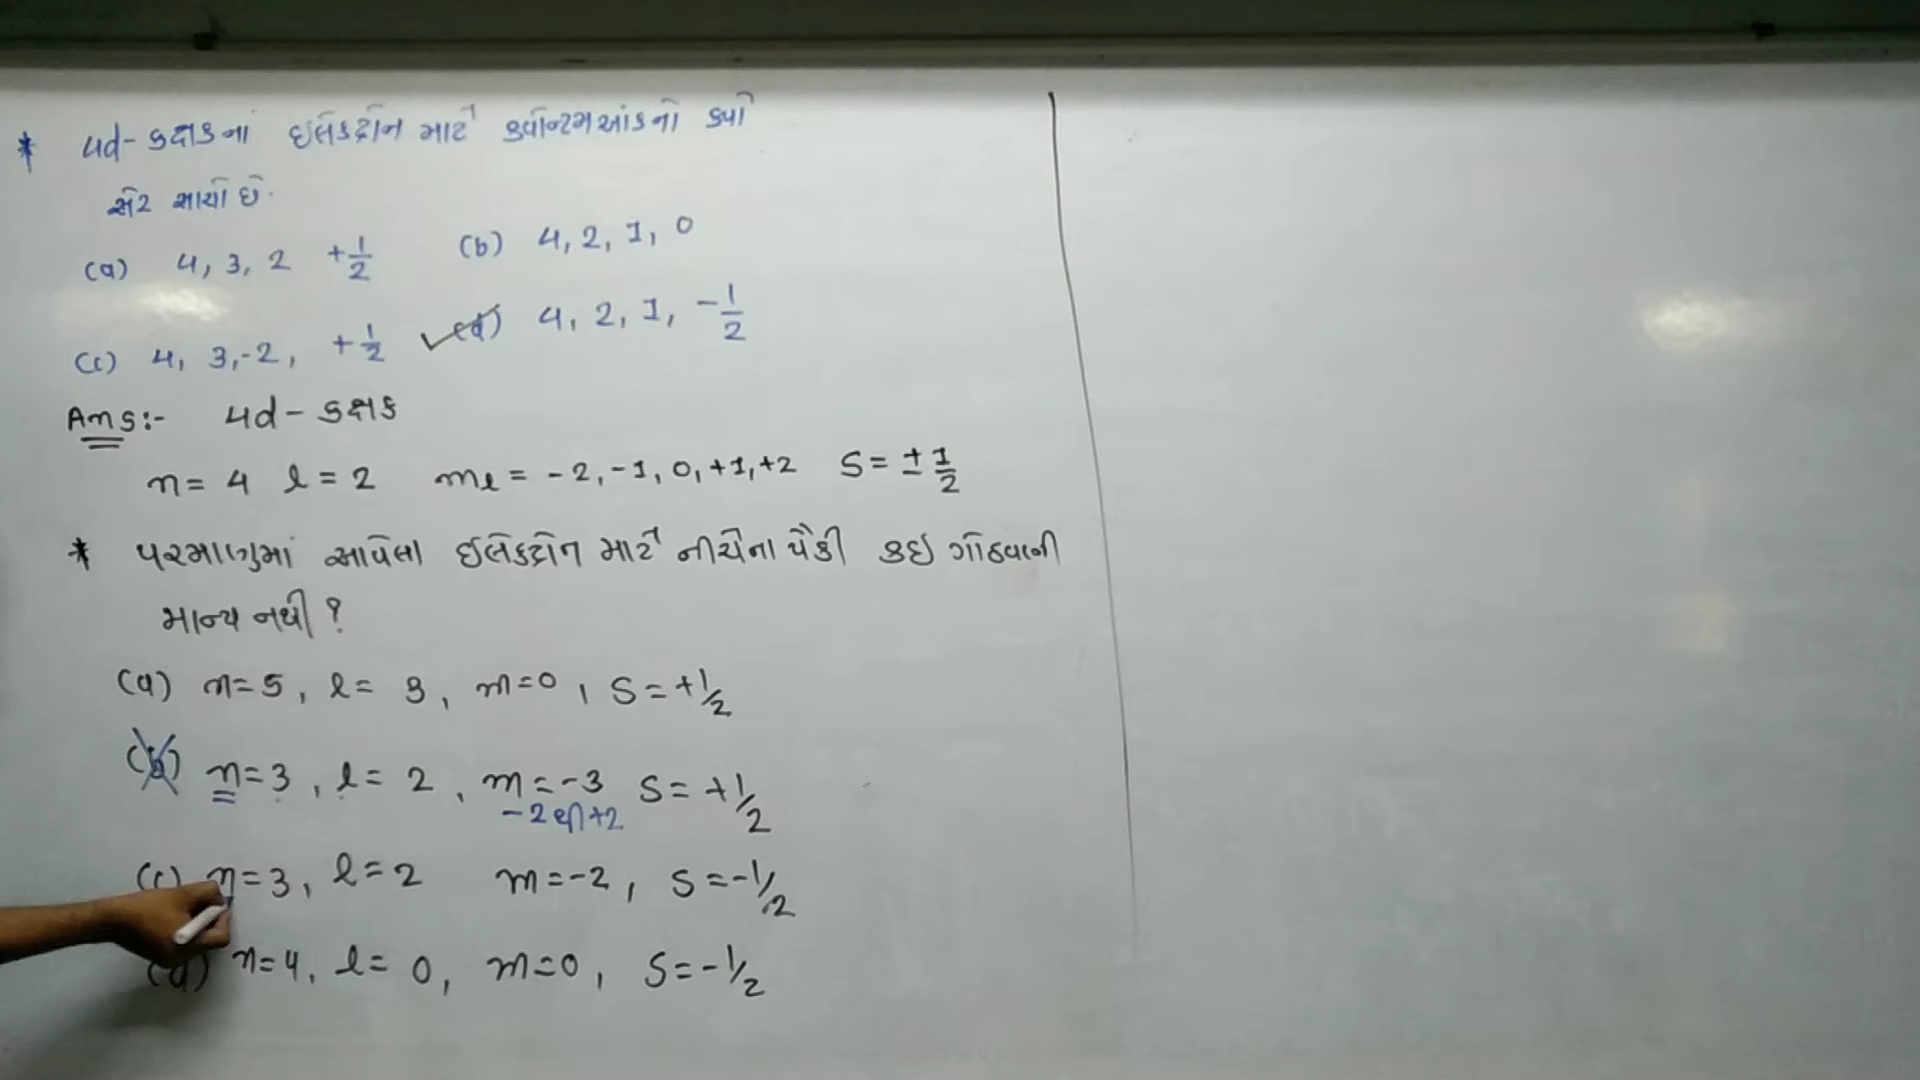 * 4d-કક્ષકનાં ઇલેક્ટ્રોન માટે ક્વૉન્ટમઆંકનો ક્યો
સેટ સાચો છે.
(a) 4, 3, 2 +1/2 (b) 4, 2, 1, 0
(c) 4, 3, -2, +1/2 ✓(d) 4, 2, 1, -1/2
Ans:- 4d-કક્ષક
n= 4 l = 2 ml = -2, -1, 0, +1, +2 S = ±1/2
* પરમાણુમાં આપેલા ઇલેક્ટ્રોન માટે નીચેના પૈકી કઇ ગોઠવણી
માન્ય નથી ?
(a) n=5, l= 3, m=0, S=+1/2
(b) n=3, l= 2, m=-3 S=+1/2
-2થી+2
(c) n=3, l=2 m=-2, S=-1/2
(d) n=4, l= 0, m=0, S=-1/2